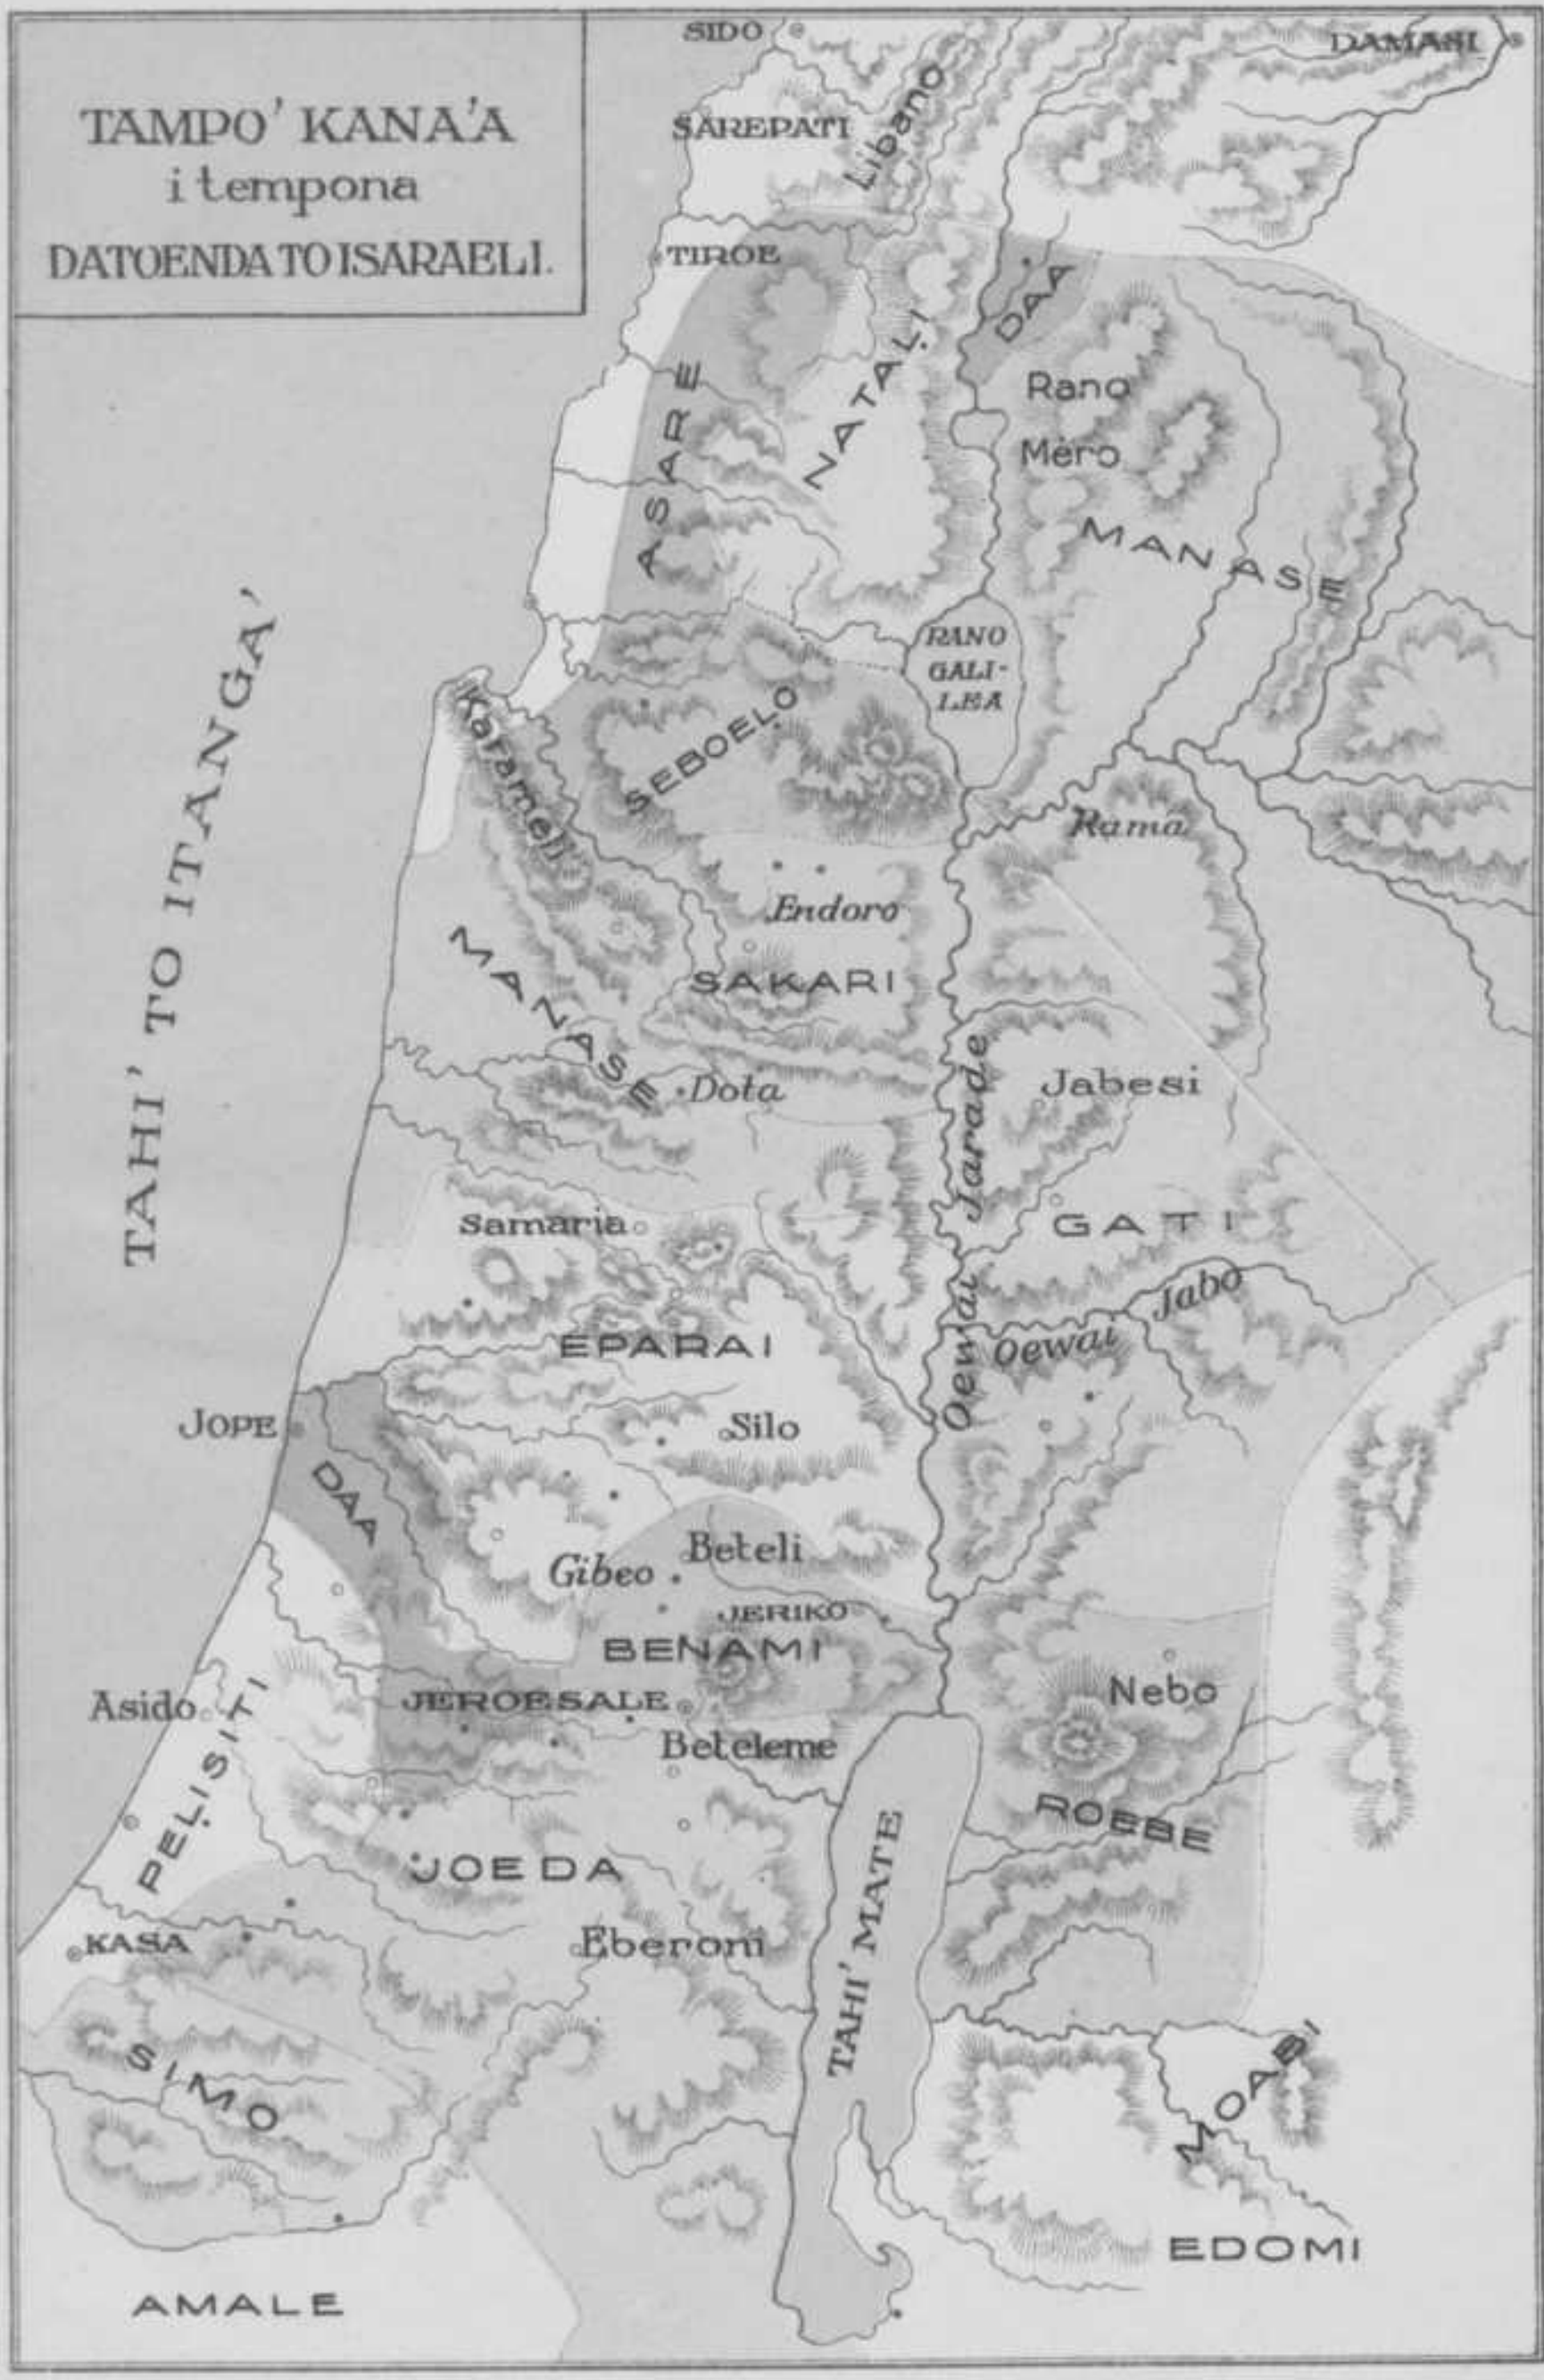 TAMPO' KANA'A
i tempona
DATOENDA TO ISARAELI.
SIDO
DAMASI
SAREPATI
Libano
TIROE
DAA
ASARE
NATALI
Rano
Mèro
MANASE
TAHI' TO ITANGA'
RANO
GALI-
LEA
Karameli
SEBOELO
Rama
Endoro
MANASE
SAKARI
Dota
Jabesi
Oewai Jarade
Samaria
GATI
Oewai Jabo
EPARAI
JOPE
Silo
DAA
Beteli
Gibeo
JERIKO
BENAMI
Asido
PELISITI
JEROESALE
Nebo
Beteleme
ROEBE
JOEDA
TAHI' MATE
KASA
Eberoni
SIMO
MOABI
EDOMI
AMALE